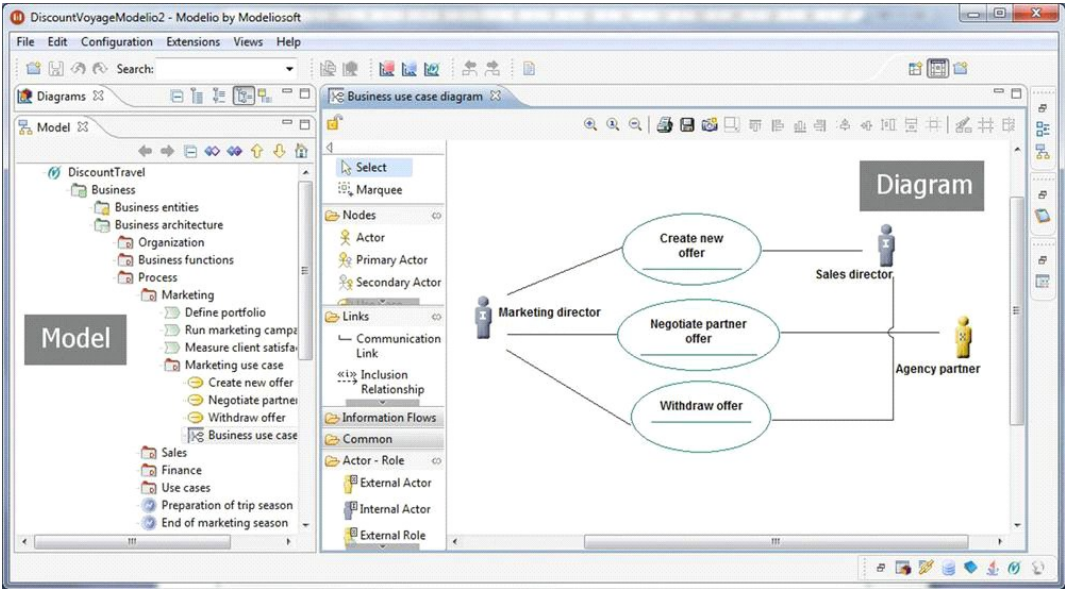 DiscountVoyageModelio2 - Modelio by Modeliosoft
File Edit Configuration Extensions Views Help
Search:
Diagrams
Model
DiscountTravel
Business
Business entities
Business architecture
Organization
Business functions
Process
Marketing
Define portfolio
Run marketing campa
Measure client satisfa
Marketing use case
Create new offer
Negotiate partne
Withdraw offer
Business use case
Sales
Finance
Use cases
Preparation of trip season
End of marketing season
Model
Business use case diagram
Select
Marquee
Nodes
Actor
Primary Actor
Secondary Actor
Links
Communication
Link
«i» Inclusion
Relationship
Information Flows
Common
Actor - Role
External Actor
Internal Actor
External Role
Diagram
Create new
offer
Sales director
Marketing director
Negotiate partner
offer
Agency partner
Withdraw offer